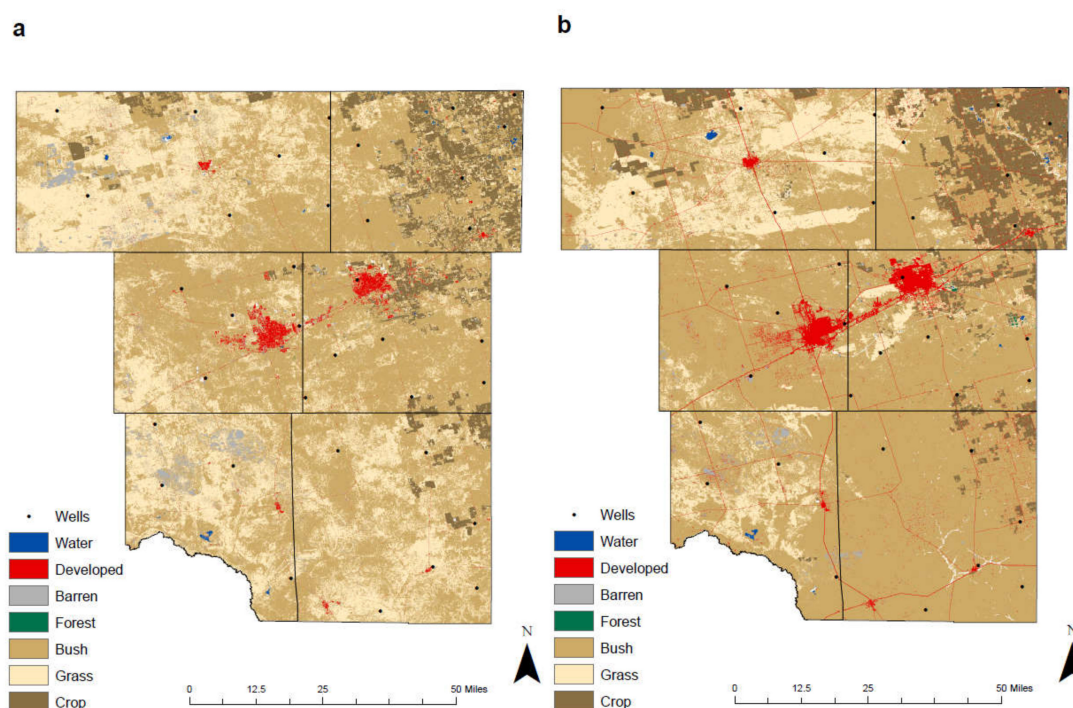 a
b
Wells
Water
Developed
Barren
Forest
Bush
Grass
Crop
N
0 12.5 25 50 Miles
Wells
Water
Developed
Barren
Forest
Bush
Grass
Crop
N
0 12.5 25 50 Miles